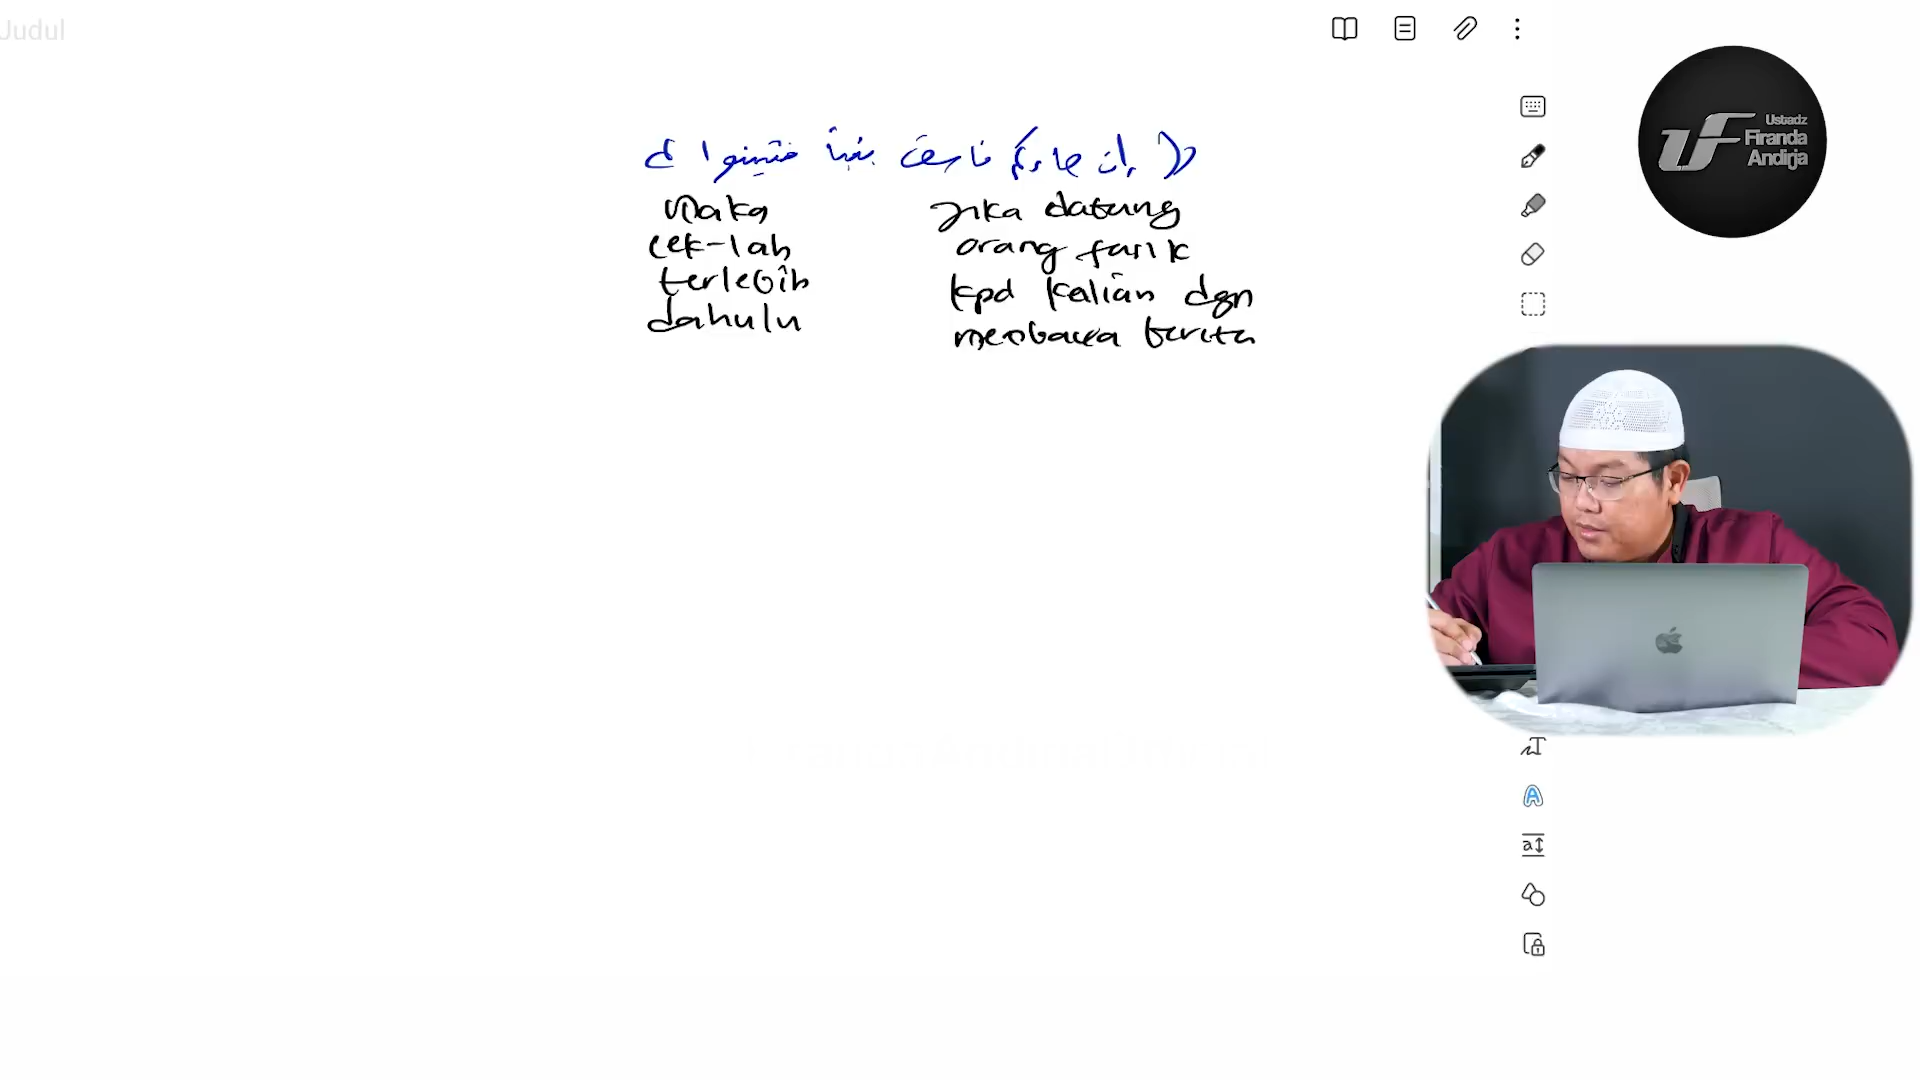 Judul
Ustadz
Firanda
Andirja
« إن جاءكم فاسق بنبأ فتبينوا »
Jika datang
orang fasik
kpd kalian dgn
membawa berita
Maka
cek-lah
terlebih
dahulu